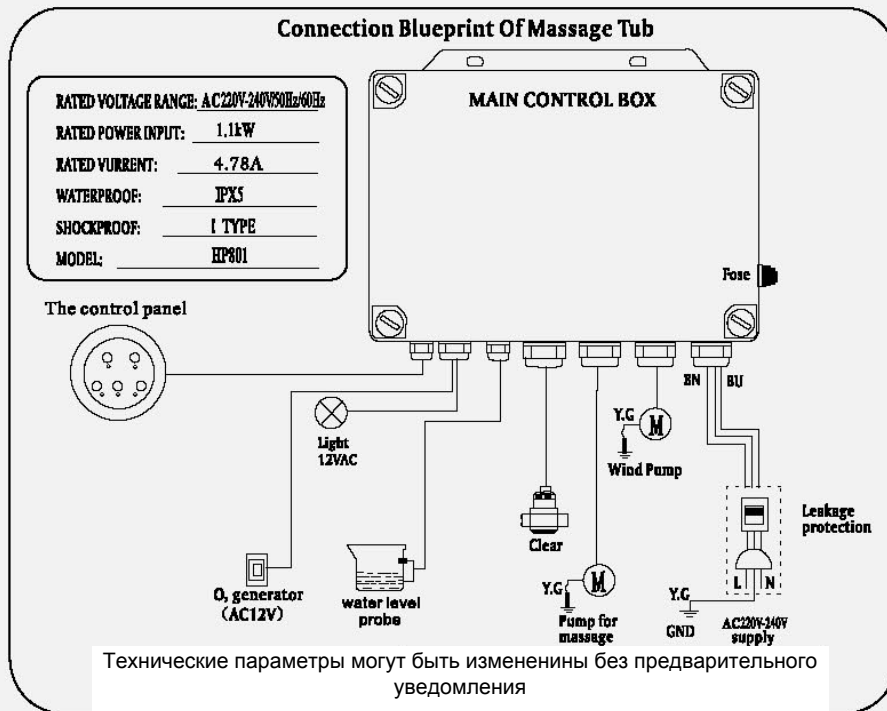 Connection Blueprint Of Massage Tub
RATED VOLTAGE RANGE: AC220V-240V/50Hz/60Hz
RATED POWER INPUT: 1.1kW
RATED VURRENT: 4.78A
WATERPROOF: IPX5
SHOCKPROOF: I TYPE
MODEL: HP801
MAIN CONTROL BOX
Fose
The control panel
BN BU
Light
12VAC
Y.G
M
Wind Pump
Leakage
protection
Clear
O₂ generator
(AC12V)
water level
probe
Y.G
M
Pump for
massage
L N
Y.G
GND
AC220V-240V
supply
Технические параметры могут быть измененины без предварительного
уведомления